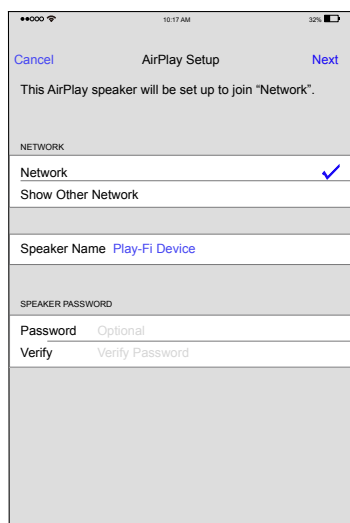 10:17 AM 32%
Cancel AirPlay Setup Next
This AirPlay speaker will be set up to join “Network”.
NETWORK
Network
Show Other Network
Speaker Name Play-Fi Device
SPEAKER PASSWORD
Password Optional
Verify Verify Password